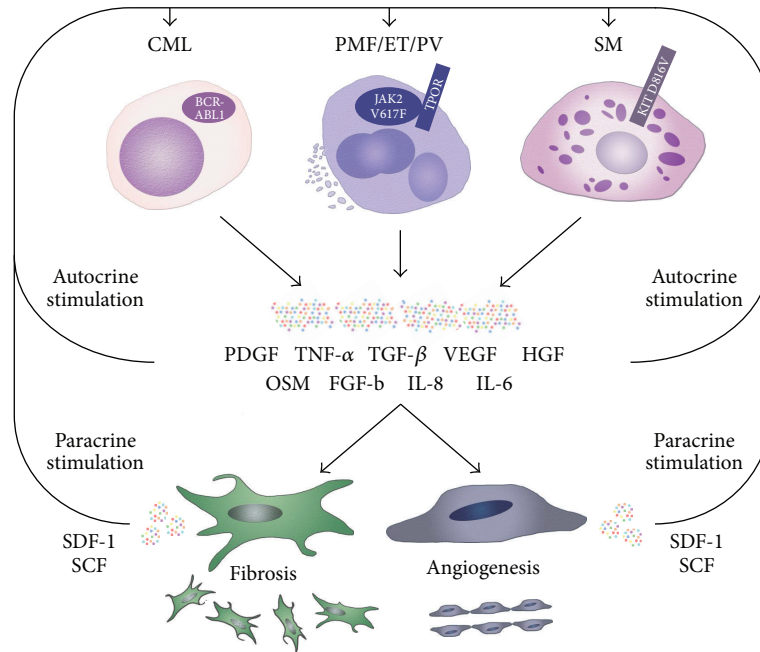 CML
PMF/ET/PV
SM
BCR-
ABL1
JAK2
V617F
TPOR
KIT D816V
Autocrine
stimulation
Autocrine
stimulation
PDGF TNF-α TGF-β VEGF HGF
OSM FGF-b IL-8 IL-6
Paracrine
stimulation
Paracrine
stimulation
SDF-1
SCF
Fibrosis
Angiogenesis
SDF-1
SCF